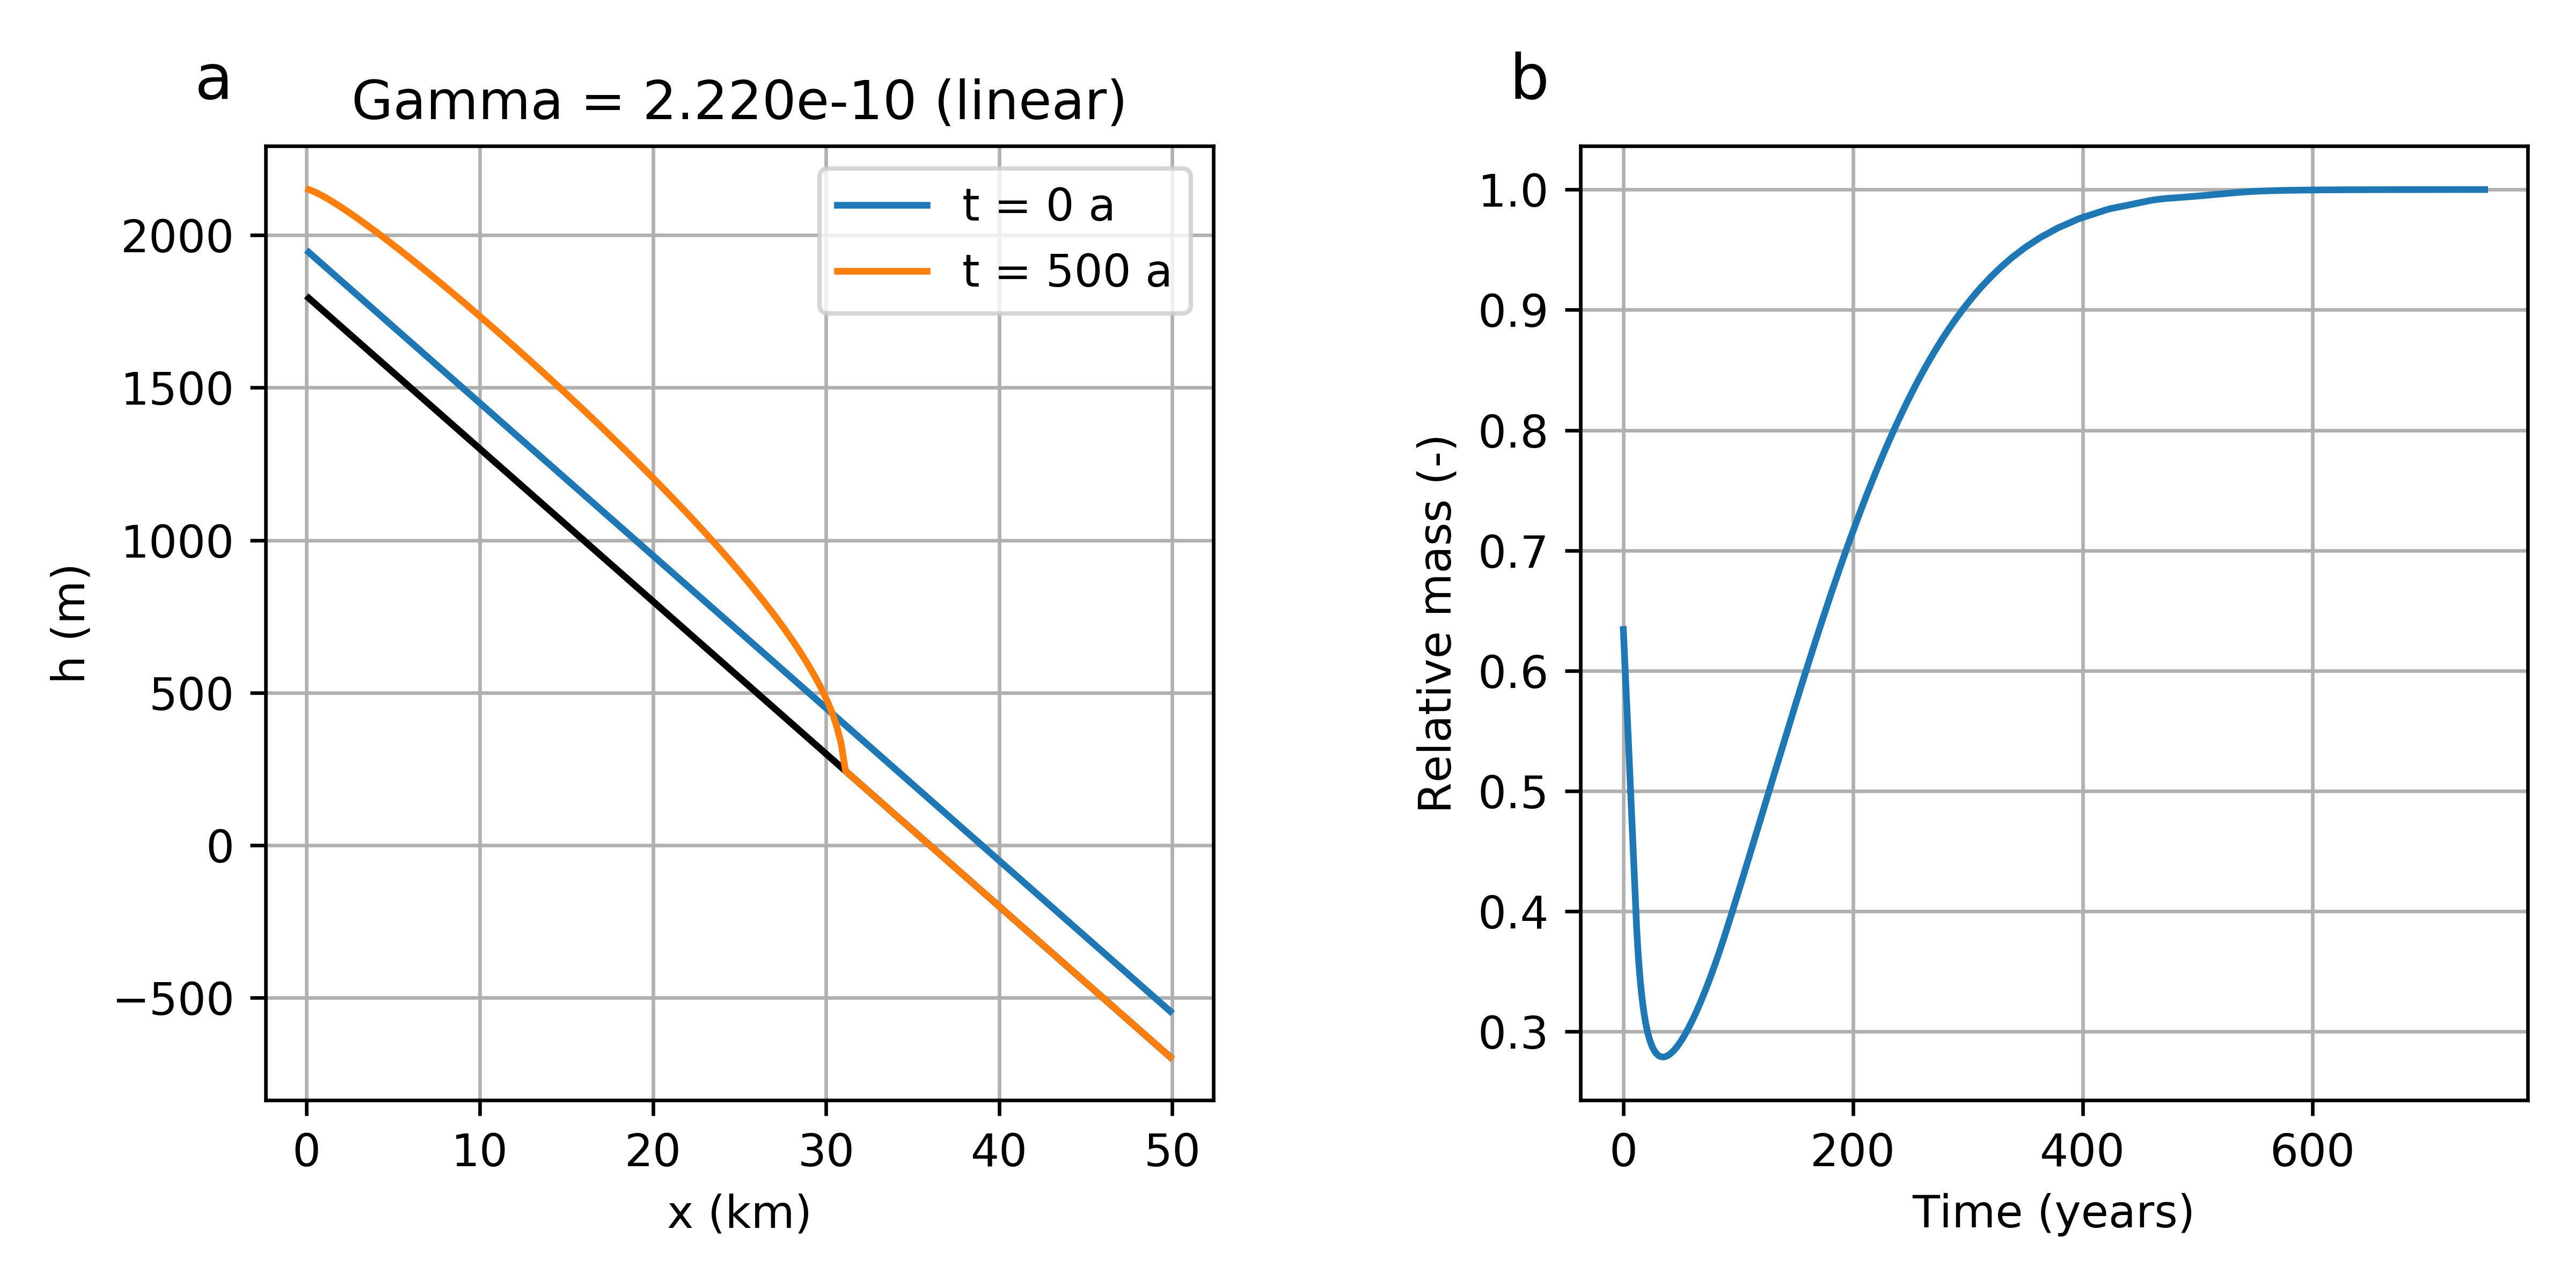 a
Gamma = 2.220e-10 (linear)
t = 0 a
t = 500 a
2000
1500
1000
500
0
−500
h (m)
0 10 20 30 40 50
x (km)
b
1.0
0.9
0.8
0.7
0.6
0.5
0.4
0.3
Relative mass (-)
0 200 400 600
Time (years)